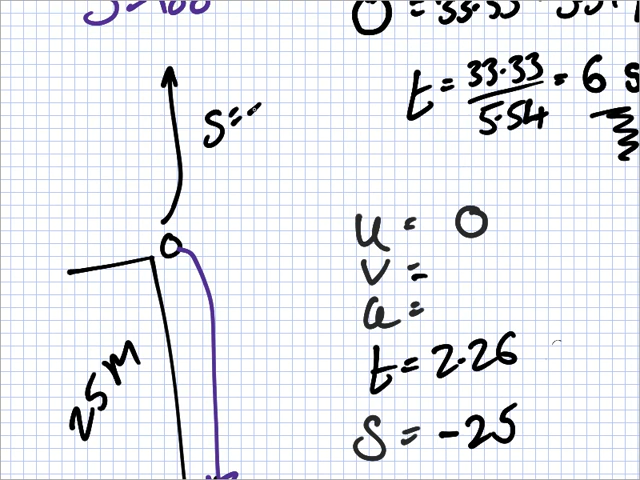 t = 33.33 / 5.54 = 6 s
S =
O
25m
u = 0
v =
a =
t = 2.26
S = -25